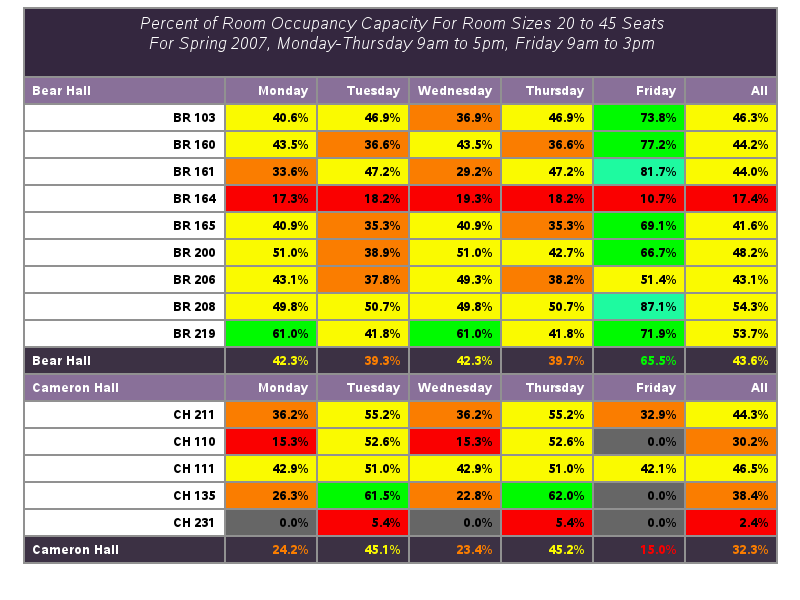 Percent of Room Occupancy Capacity For Room Sizes 20 to 45 Seats
For Spring 2007, Monday-Thursday 9am to 5pm, Friday 9am to 3pm
Bear Hall Monday Tuesday Wednesday Thursday Friday All
BR 103 40.6% 46.9% 36.9% 46.9% 73.8% 46.3%
BR 160 43.5% 36.6% 43.5% 36.6% 77.2% 44.2%
BR 161 33.6% 47.2% 29.2% 47.2% 81.7% 44.0%
BR 164 17.3% 18.2% 19.3% 18.2% 10.7% 17.4%
BR 165 40.9% 35.3% 40.9% 35.3% 69.1% 41.6%
BR 200 51.0% 38.9% 51.0% 42.7% 66.7% 48.2%
BR 206 43.1% 37.8% 49.3% 38.2% 51.4% 43.1%
BR 208 49.8% 50.7% 49.8% 50.7% 87.1% 54.3%
BR 219 61.0% 41.8% 61.0% 41.8% 71.9% 53.7%
Bear Hall 42.3% 39.3% 42.3% 39.7% 65.5% 43.6%
Cameron Hall Monday Tuesday Wednesday Thursday Friday All
CH 211 36.2% 55.2% 36.2% 55.2% 32.9% 44.3%
CH 110 15.3% 52.6% 15.3% 52.6% 0.0% 30.2%
CH 111 42.9% 51.0% 42.9% 51.0% 42.1% 46.5%
CH 135 26.3% 61.5% 22.8% 62.0% 0.0% 38.4%
CH 231 0.0% 5.4% 0.0% 5.4% 0.0% 2.4%
Cameron Hall 24.2% 45.1% 23.4% 45.2% 15.0% 32.3%